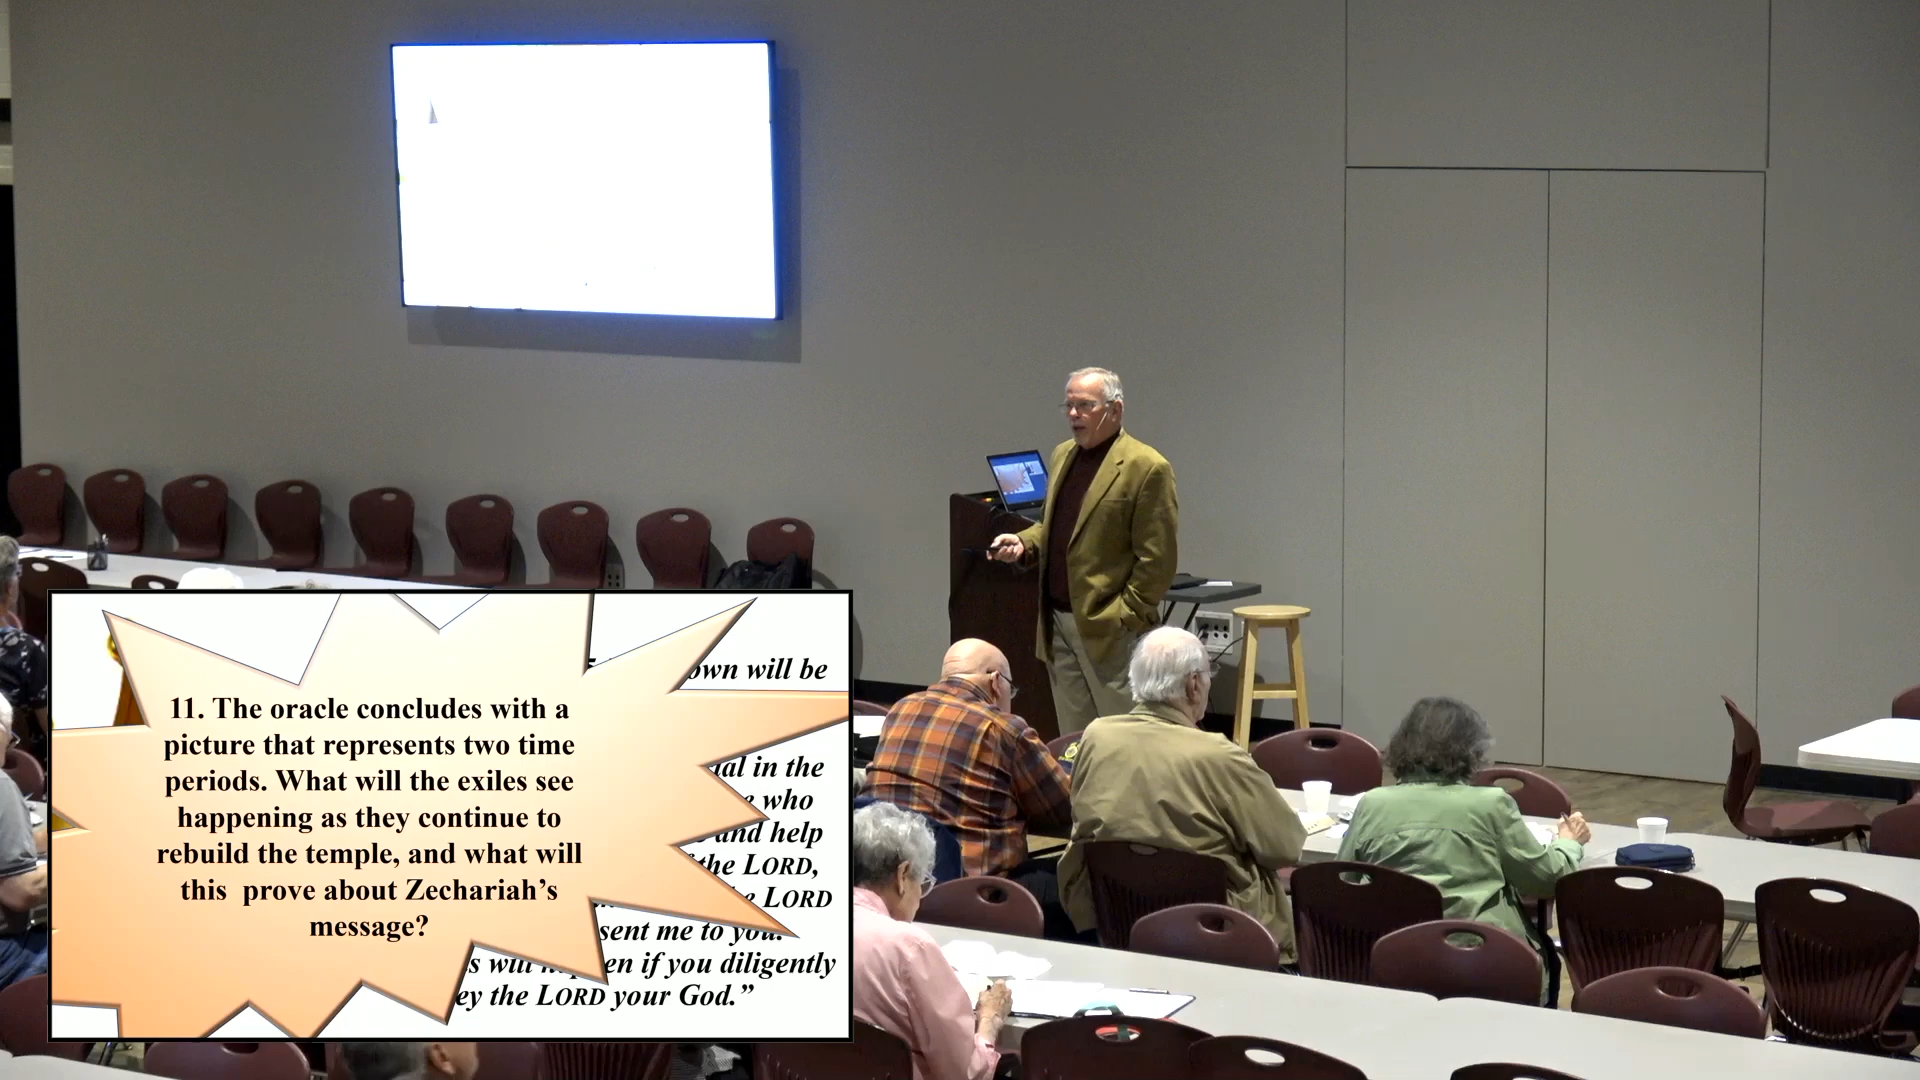 11. The oracle concludes with a
picture that represents two time
periods. What will the exiles see
happening as they continue to
rebuild the temple, and what will
this  prove about Zechariah’s
message?
will be
in the
who
and help
the LORD,
LORD
sent me to you.
will en if you diligently
the LORD your God.”